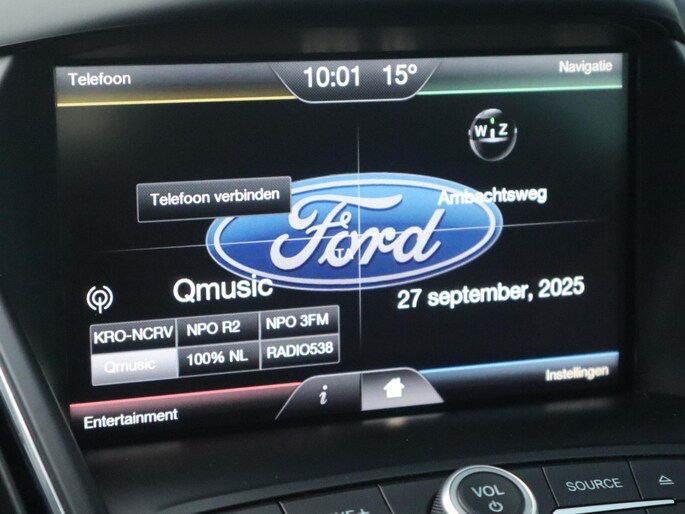 Telefoon
10:01 15°
Navigatie
W Z
Telefoon verbinden
Ambachtsweg
Ford
TA
Qmusic
27 september, 2025
KRO-NCRV NPO R2 NPO 3FM
Qmusic 100% NL RADIO538
i
Instellingen
Entertainment
VOL
SOURCE